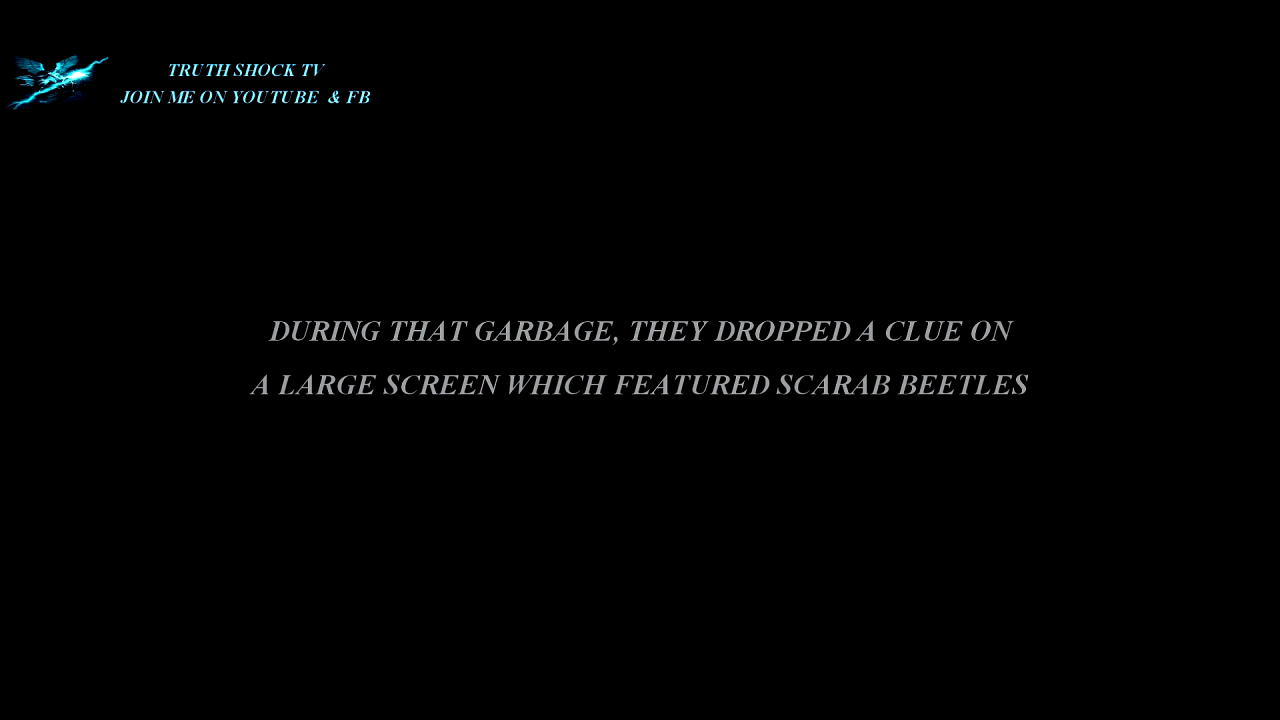 TRUTH SHOCK TV
JOIN ME ON YOUTUBE & FB
DURING THAT GARBAGE, THEY DROPPED A CLUE ON
A LARGE SCREEN WHICH FEATURED SCARAB BEETLES